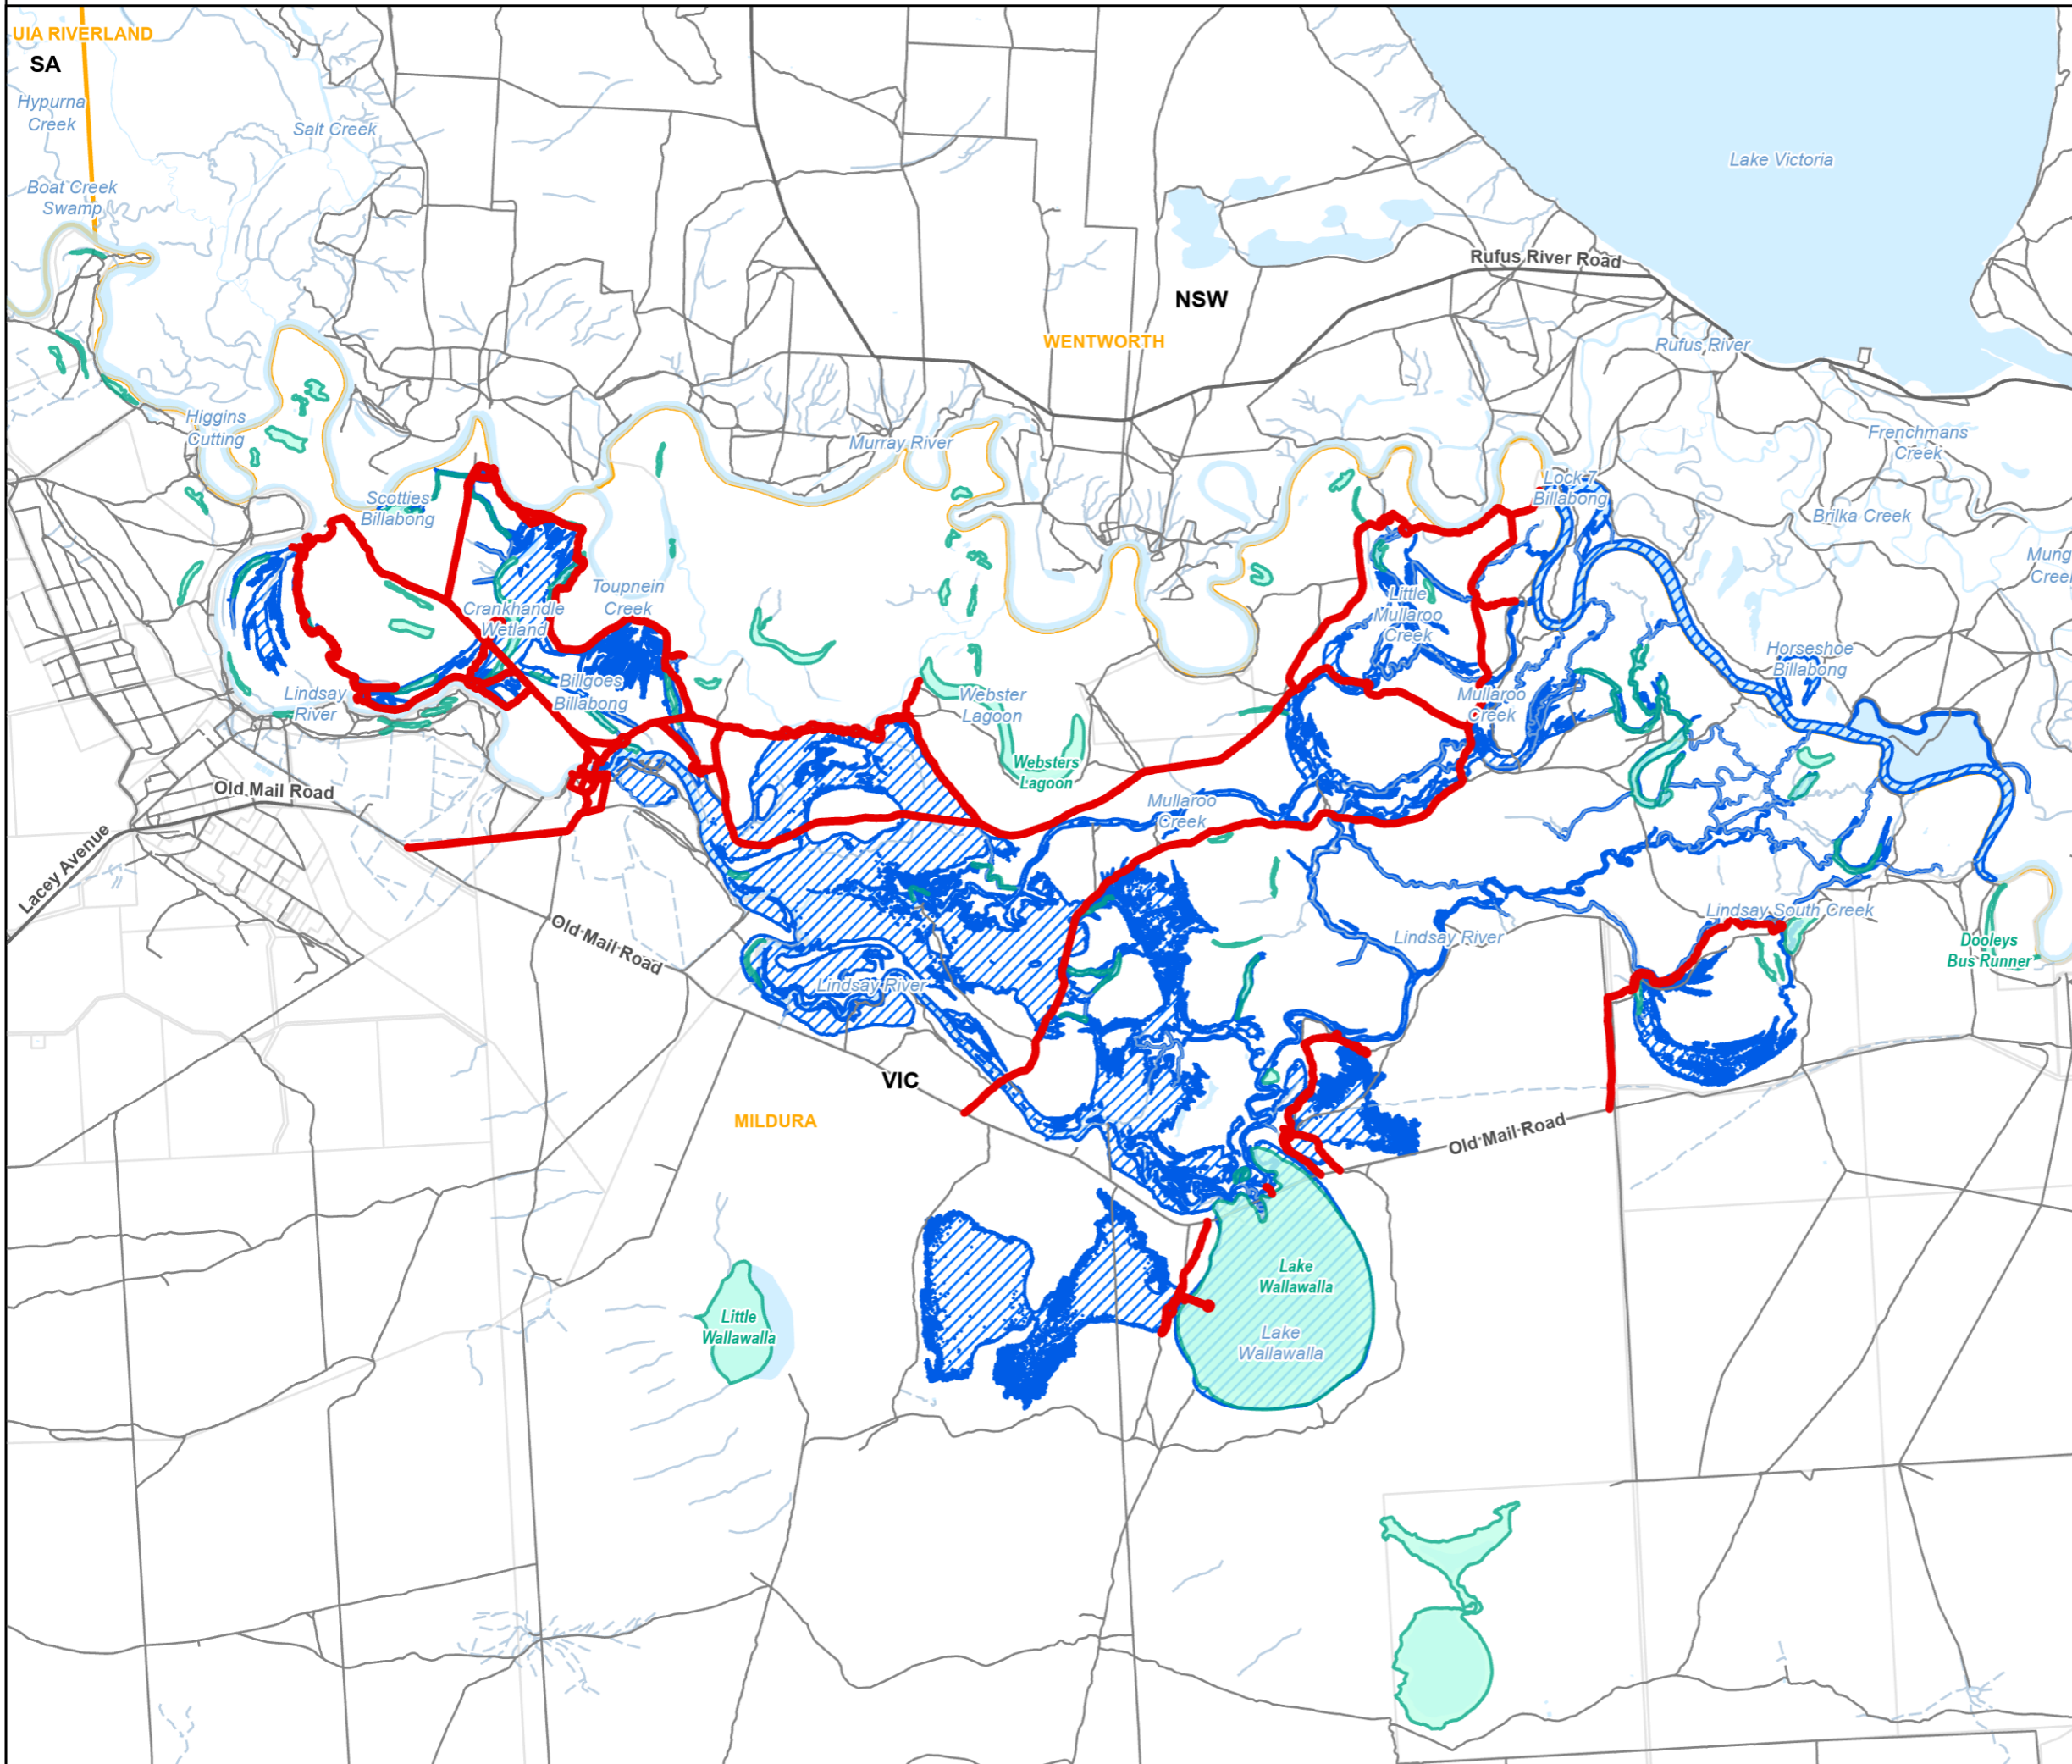 UIA RIVERLAND
SA
Hypurna
Creek
Salt Creek
Lake Victoria
Boat Creek
Swamp
Rufus River Road
NSW
WENTWORTH
Rufus River
Higgins
Cutting
Murray River
Frenchmans
Creek
Scotties
Billabong
Lock 7
Billabong
Brilka Creek
Mung
Cree
Toupnein
Creek
Crankhandle
Wetland
Little
Mullaroo
Creek
Horseshoe
Billabong
Billgoes
Billabong
Lindsay
River
Webster
Lagoon
Mullaroo
Creek
Websters
Lagoon
Old Mail Road
Mullaroo
Creek
Lacey Avenue
Old Mail Road
Lindsay South Creek
Lindsay River
Dooleys
Bus Runner
Lindsay River
VIC
MILDURA
Old Mail Road
Lake
Wallawalla
Little
Wallawalla
Lake
Wallawalla